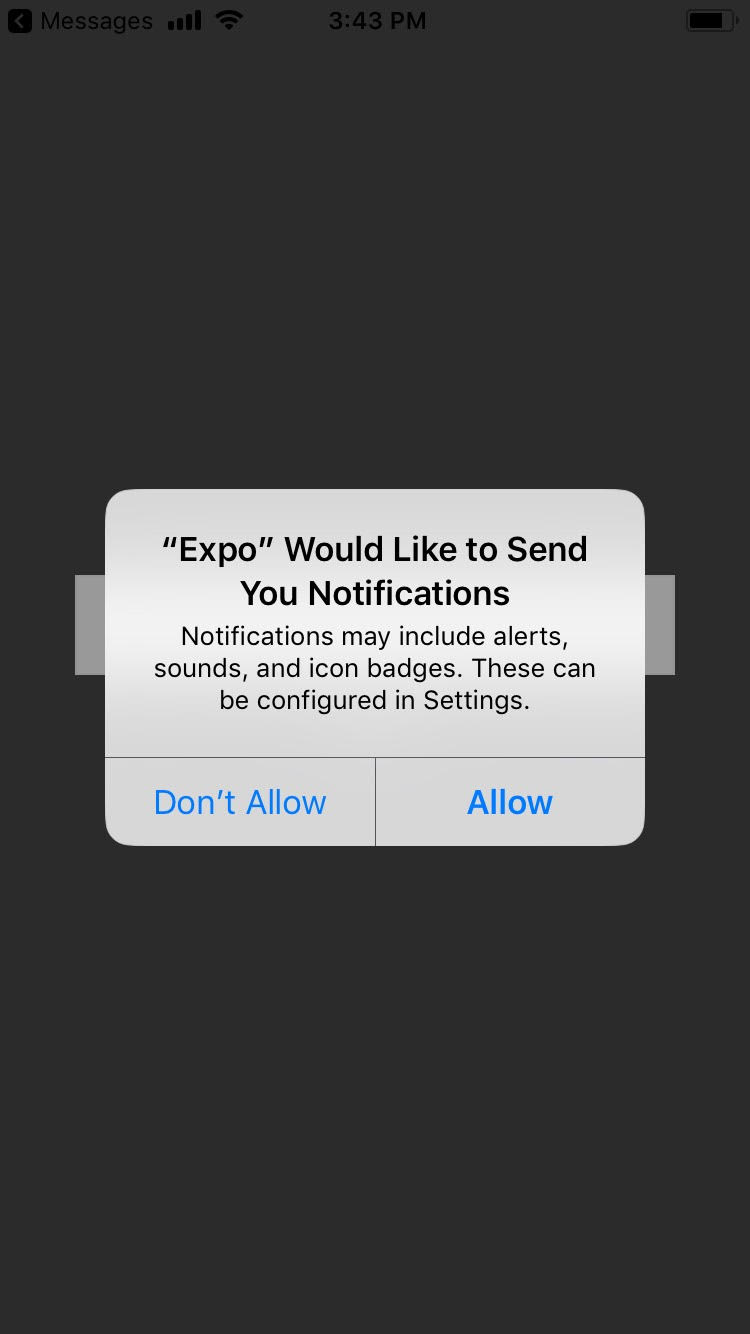 Messages 3:43 PM
“Expo” Would Like to Send
You Notifications
Notifications may include alerts,
sounds, and icon badges. These can
be configured in Settings.
Don’t Allow Allow